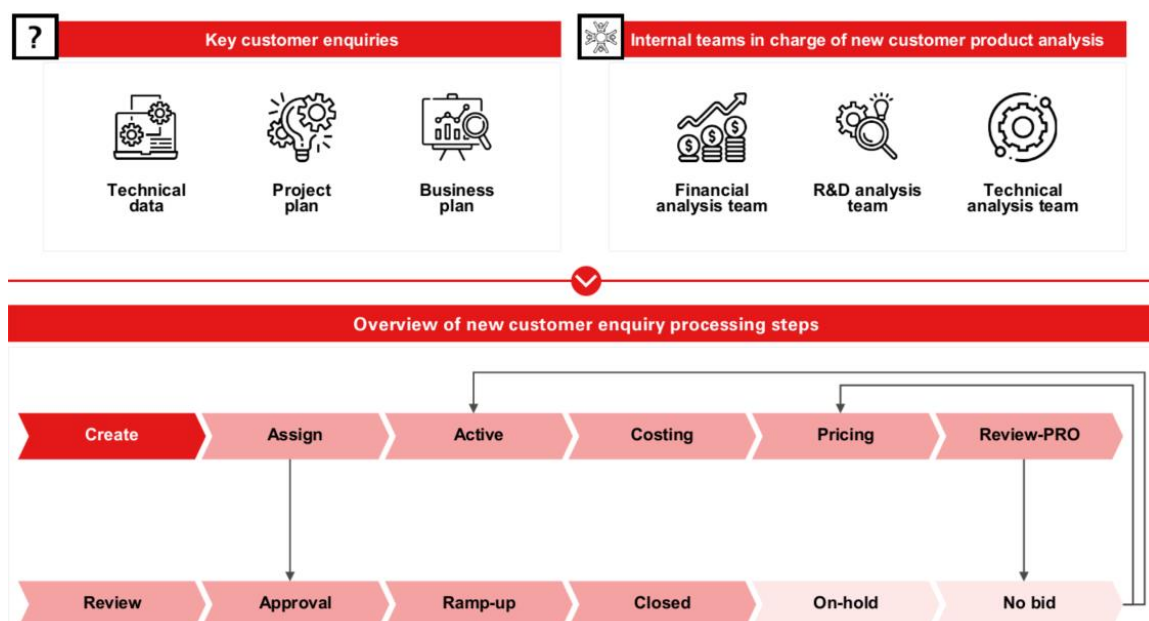 ?
Key customer enquiries
Technical
data
Project
plan
Business
plan
Internal teams in charge of new customer product analysis
Financial
analysis team
R&D analysis
team
Technical
analysis team
Overview of new customer enquiry processing steps
Create
Assign
Active
Costing
Pricing
Review-PRO
Review
Approval
Ramp-up
Closed
On-hold
No bid